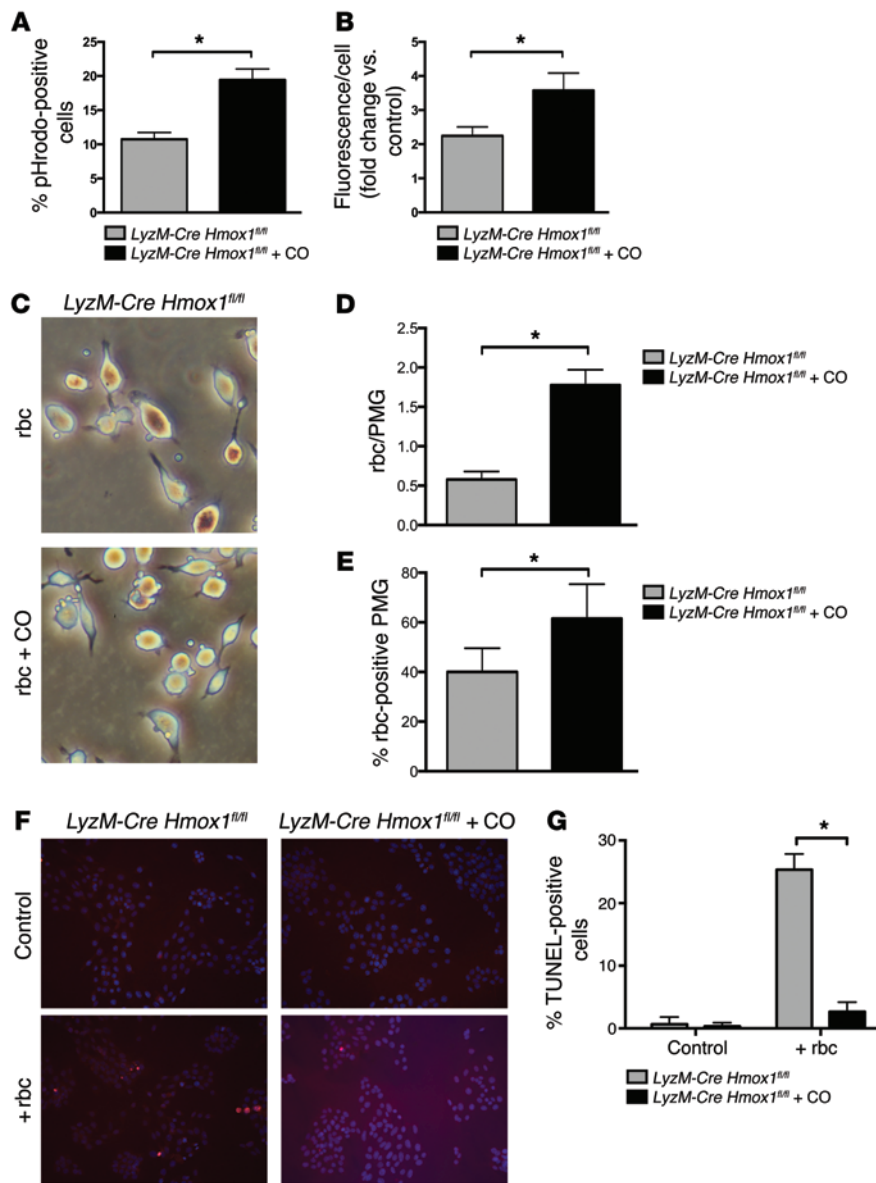 A
% pHrodo-positive
cells
25
20
15
10
5
0
*
LyzM-Cre Hmox1fl/fl
LyzM-Cre Hmox1fl/fl + CO
B
Fluorescence/cell
(fold change vs.
control)
5
4
3
2
1
0
*
LyzM-Cre Hmox1fl/fl
LyzM-Cre Hmox1fl/fl + CO
C
LyzM-Cre Hmox1fl/fl
rbc
rbc + CO
D
rbc/PMG
2.5
2.0
1.5
1.0
0.5
0.0
*
LyzM-Cre Hmox1fl/fl
LyzM-Cre Hmox1fl/fl + CO
E
% rbc-positive PMG
80
60
40
20
0
*
LyzM-Cre Hmox1fl/fl
LyzM-Cre Hmox1fl/fl + CO
F
LyzM-Cre Hmox1fl/fl
LyzM-Cre Hmox1fl/fl + CO
Control
+ rbc
G
% TUNEL-positive
cells
30
20
10
0
*
Control
+ rbc
LyzM-Cre Hmox1fl/fl
LyzM-Cre Hmox1fl/fl + CO